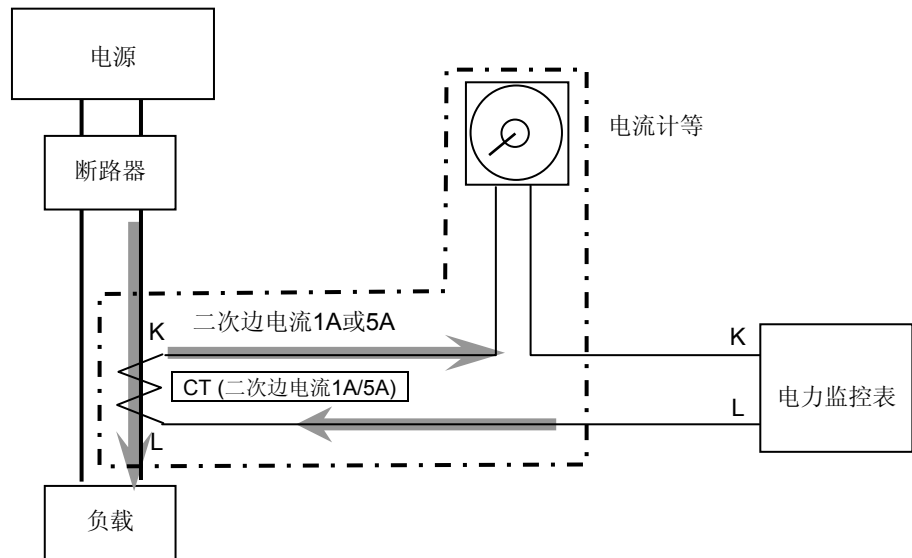 电源
断路器
电流计等
K
二次边电流1A或5A
K
CT (二次边电流1A/5A)
L
电力监控表
L
负载